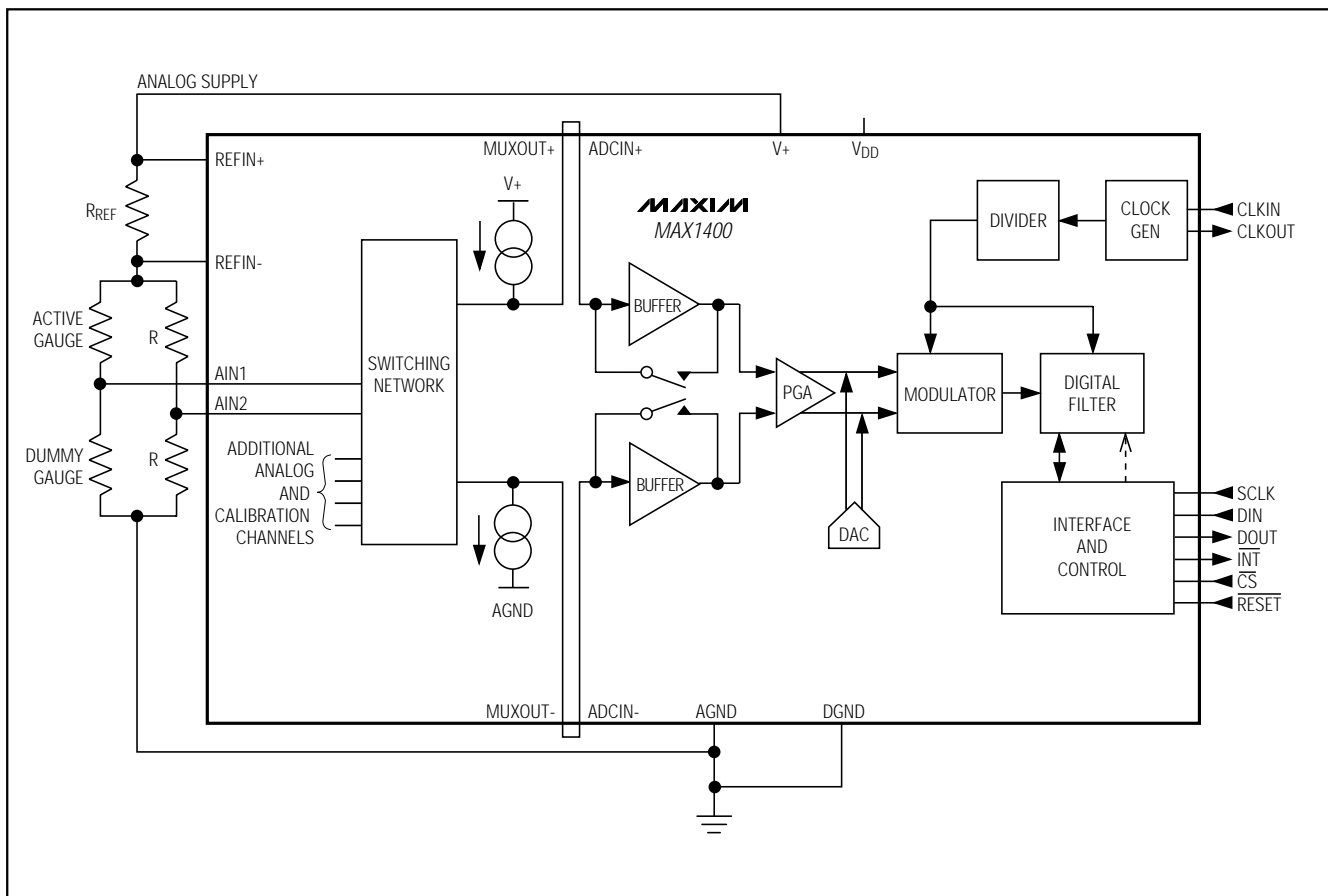 ANALOG SUPPLY
REFIN+
MUXOUT+
ADCIN+
V+
VDD
V+
MAXIM
MAX1400
DIVIDER
CLOCK
GEN
CLKIN
CLKOUT
RREF
REFIN-
BUFFER
ACTIVE
GAUGE
R
SWITCHING
NETWORK
AIN1
AIN2
PGA
MODULATOR
DIGITAL
FILTER
DUMMY
GAUGE
R
ADDITIONAL
ANALOG
AND
CALIBRATION
CHANNELS
BUFFER
DAC
INTERFACE
AND
CONTROL
SCLK
DIN
DOUT
INT
CS
RESET
AGND
MUXOUT-
ADCIN-
AGND
DGND